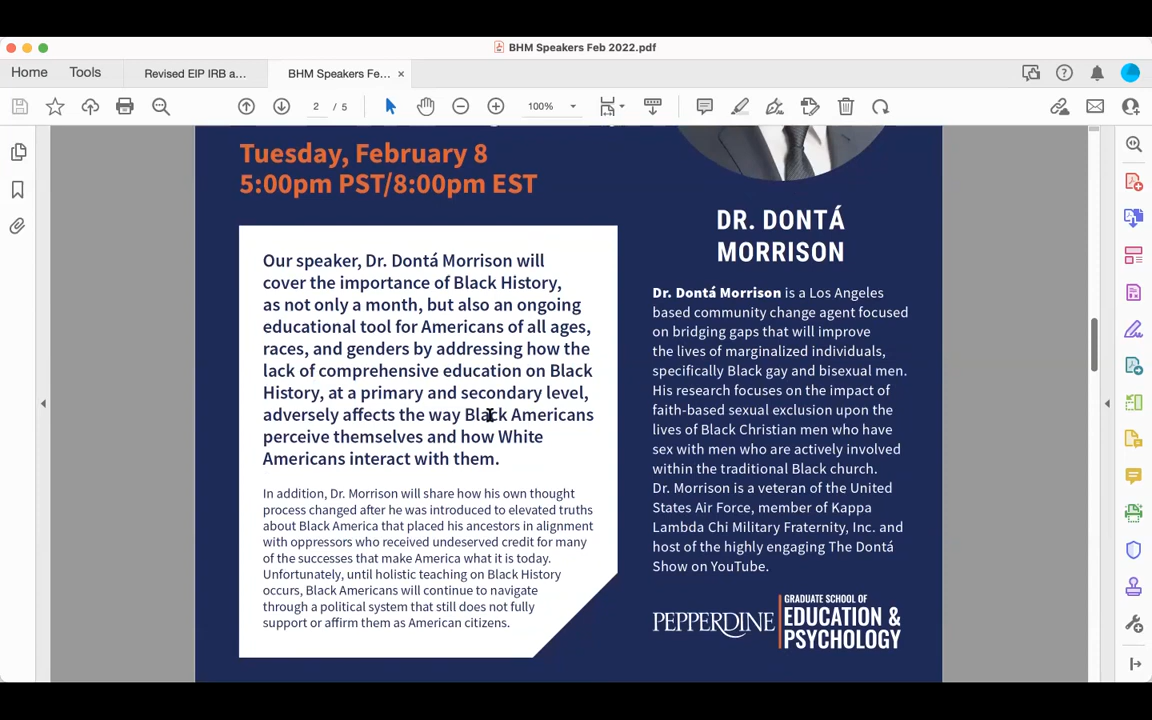 BHM Speakers Feb 2022.pdf
Home
Tools
Revised EIP IRB a...
BHM Speakers Fe... ×
2 / 5
100%
Tuesday, February 8
5:00pm PST/8:00pm EST
Our speaker, Dr. Dontá Morrison will
cover the importance of Black History,
as not only a month, but also an ongoing
educational tool for Americans of all ages,
races, and genders by addressing how the
lack of comprehensive education on Black
History, at a primary and secondary level,
adversely affects the way Black Americans
perceive themselves and how White
Americans interact with them.
In addition, Dr. Morrison will share how his own thought
process changed after he was introduced to elevated truths
about Black America that placed his ancestors in alignment
with oppressors who received undeserved credit for many
of the successes that make America what it is today.
Unfortunately, until holistic teaching on Black History
occurs, Black Americans will continue to navigate
through a political system that still does not fully
support or affirm them as American citizens.
DR. DONTÁ
MORRISON
Dr. Dontá Morrison is a Los Angeles
based community change agent focused
on bridging gaps that will improve
the lives of marginalized individuals,
specifically Black gay and bisexual men.
His research focuses on the impact of
faith-based sexual exclusion upon the
lives of Black Christian men who have
sex with men who are actively involved
within the traditional Black church.
Dr. Morrison is a veteran of the United
States Air Force, member of Kappa
Lambda Chi Military Fraternity, Inc. and
host of the highly engaging The Dontá
Show on YouTube.
PEPPERDINE
GRADUATE SCHOOL OF
EDUCATION &
PSYCHOLOGY